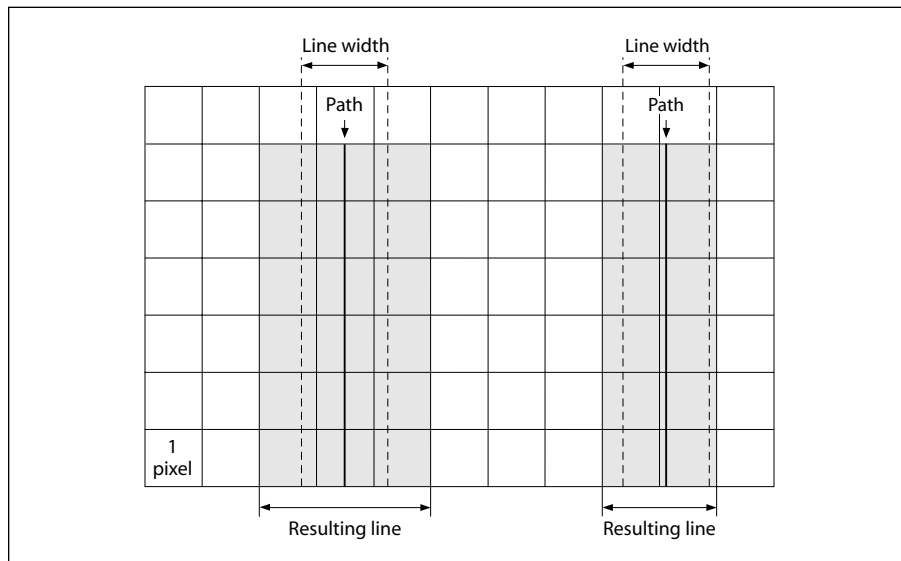 Line width
Line width
Path
Path
1
pixel
Resulting line
Resulting line